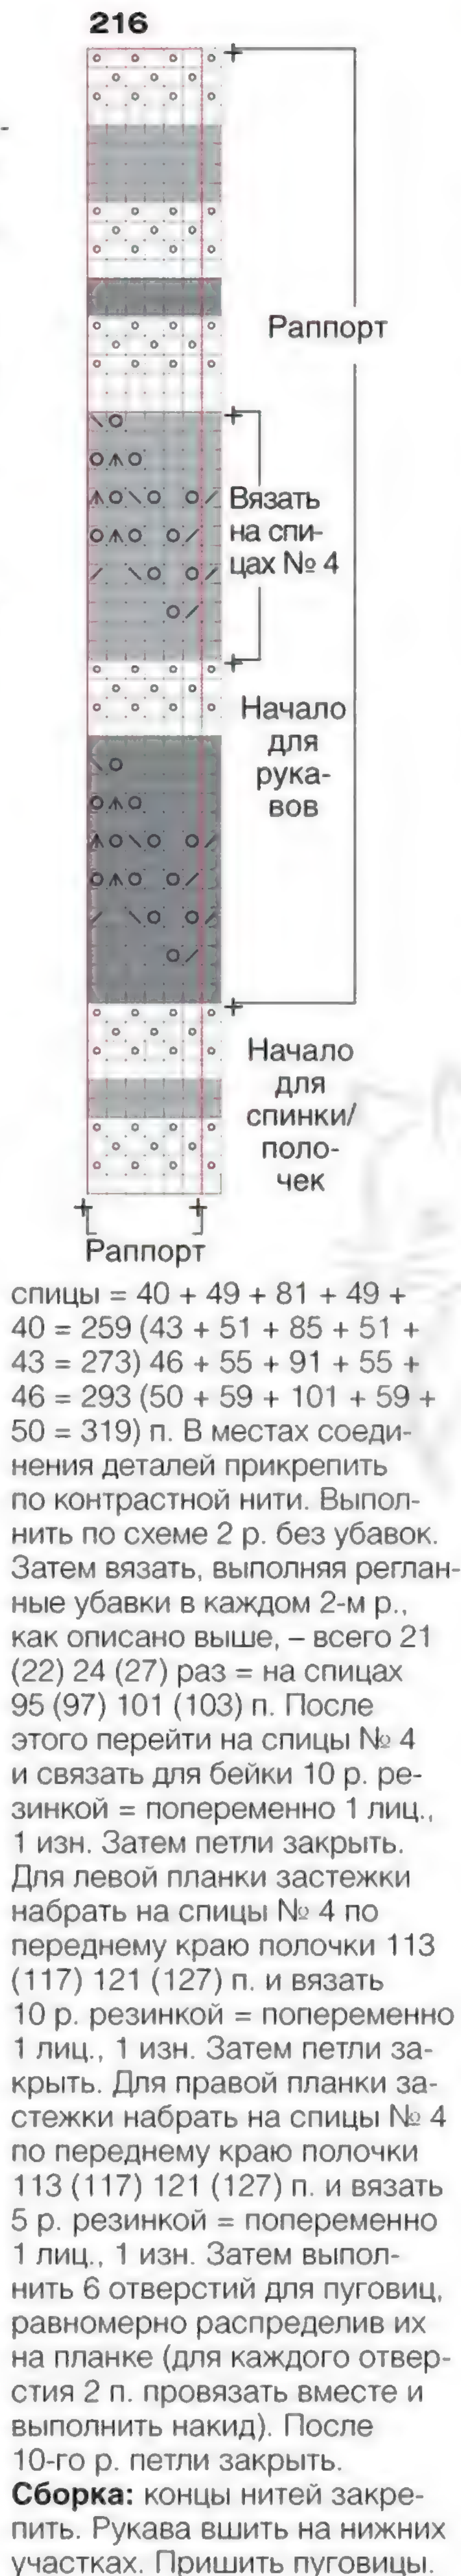 216
Раппорт
Вязать
на спи-
цах № 4
Начало
для
рука-
вов
Начало
для
спинки/
поло-
чек
Раппорт
спицы = 40 + 49 + 81 + 49 +
40 = 259 (43 + 51 + 85 + 51 +
43 = 273) 46 + 55 + 91 + 55 +
46 = 293 (50 + 59 + 101 + 59 +
50 = 319) п. В местах соеди-
нения деталей прикрепить
по контрастной нити. Выпол-
нить по схеме 2 р. без убавок.
Затем вязать, выполняя реглан-
ные убавки в каждом 2-м р.,
как описано выше, – всего 21
(22) 24 (27) раз = на спицах
95 (97) 101 (103) п. После
этого перейти на спицы № 4
и связать для бейки 10 р. ре-
зинкой = попеременно 1 лиц.,
1 изн. Затем петли закрыть.
Для левой планки застежки
набрать на спицы № 4 по
переднему краю полочки 113
(117) 121 (127) п. и вязать
10 р. резинкой = попеременно
1 лиц., 1 изн. Затем петли за-
крыть. Для правой планки за-
стежки набрать на спицы № 4
по переднему краю полочки
113 (117) 121 (127) п. и вязать
5 р. резинкой = попеременно
1 лиц., 1 изн. Затем выпол-
нить 6 отверстий для пуговиц,
равномерно распределив их
на планке (для каждого отвер-
стия 2 п. провязать вместе и
выполнить накид). После
10-го р. петли закрыть.
Сборка: концы нитей закре-
пить. Рукава вшить на нижних
участках. Пришить пуговицы.